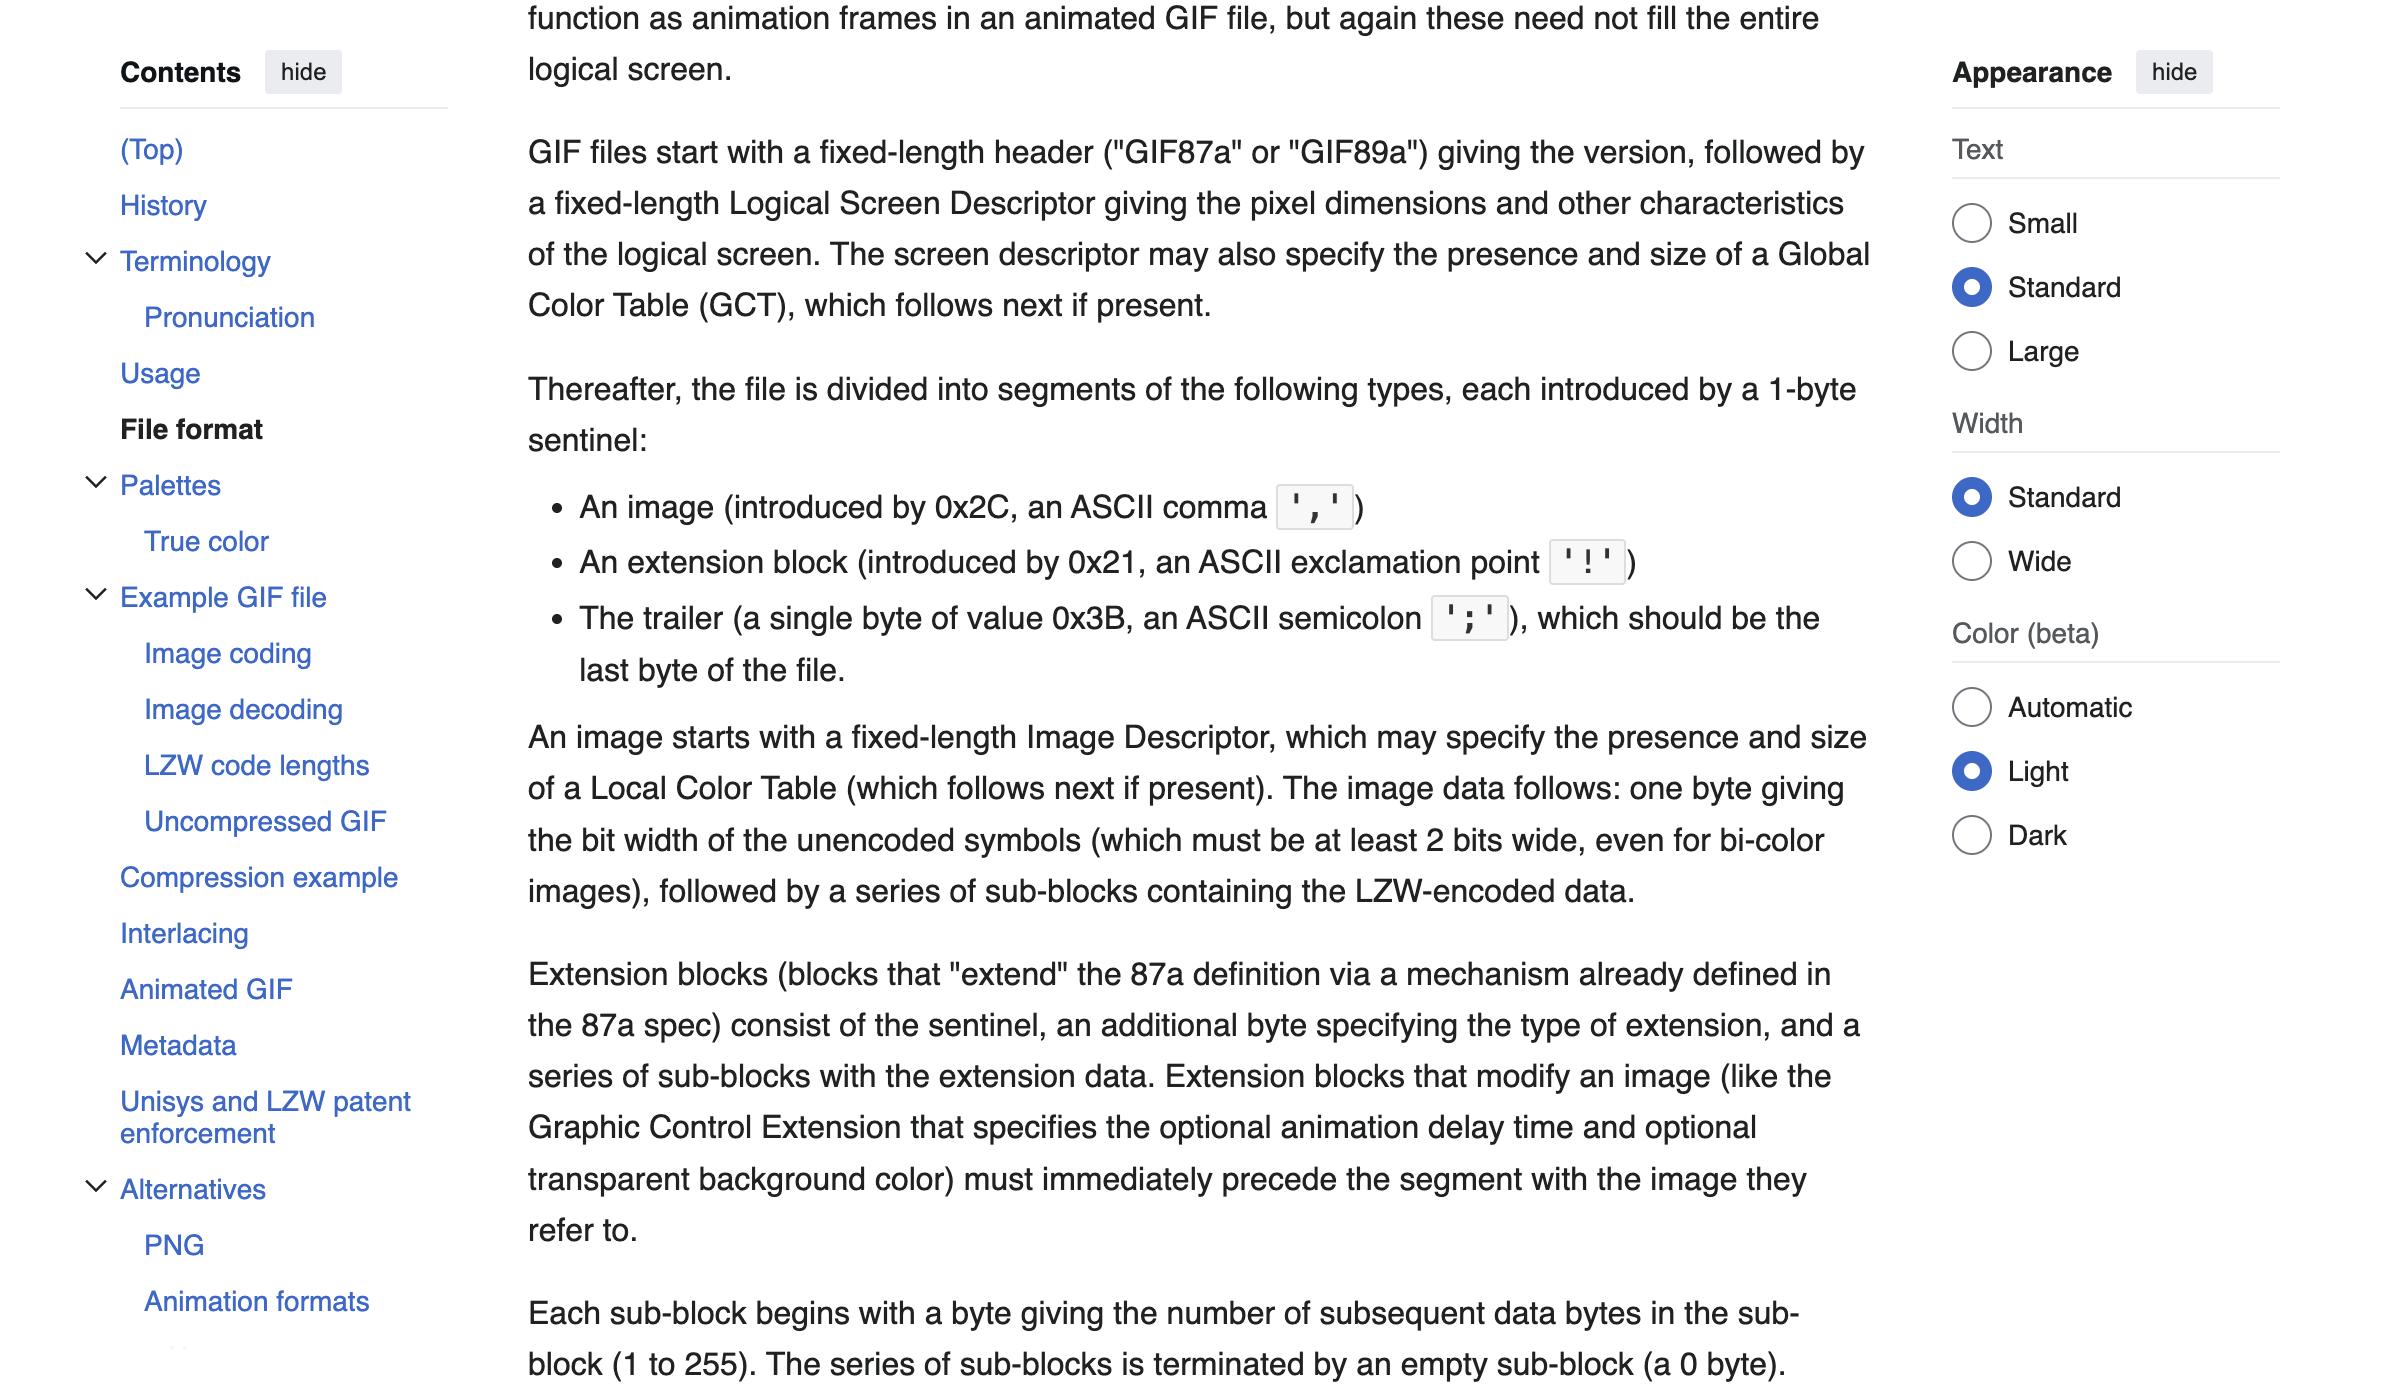 Contents hide
(Top)
History
Terminology
Pronunciation
Usage
File format
Palettes
True color
Example GIF file
Image coding
Image decoding
LZW code lengths
Uncompressed GIF
Compression example
Interlacing
Animated GIF
Metadata
Unisys and LZW patent
enforcement
Alternatives
PNG
Animation formats
function as animation frames in an animated GIF file, but again these need not fill the entire
logical screen.
GIF files start with a fixed-length header ("GIF87a" or "GIF89a") giving the version, followed by
a fixed-length Logical Screen Descriptor giving the pixel dimensions and other characteristics
of the logical screen. The screen descriptor may also specify the presence and size of a Global
Color Table (GCT), which follows next if present.
Thereafter, the file is divided into segments of the following types, each introduced by a 1-byte
sentinel:
• An image (introduced by 0x2C, an ASCII comma ',')
• An extension block (introduced by 0x21, an ASCII exclamation point '!')
• The trailer (a single byte of value 0x3B, an ASCII semicolon ';'), which should be the
last byte of the file.
An image starts with a fixed-length Image Descriptor, which may specify the presence and size
of a Local Color Table (which follows next if present). The image data follows: one byte giving
the bit width of the unencoded symbols (which must be at least 2 bits wide, even for bi-color
images), followed by a series of sub-blocks containing the LZW-encoded data.
Extension blocks (blocks that "extend" the 87a definition via a mechanism already defined in
the 87a spec) consist of the sentinel, an additional byte specifying the type of extension, and a
series of sub-blocks with the extension data. Extension blocks that modify an image (like the
Graphic Control Extension that specifies the optional animation delay time and optional
transparent background color) must immediately precede the segment with the image they
refer to.
Each sub-block begins with a byte giving the number of subsequent data bytes in the sub-
block (1 to 255). The series of sub-blocks is terminated by an empty sub-block (a 0 byte).
Appearance hide
Text
Small
Standard
Large
Width
Standard
Wide
Color (beta)
Automatic
Light
Dark